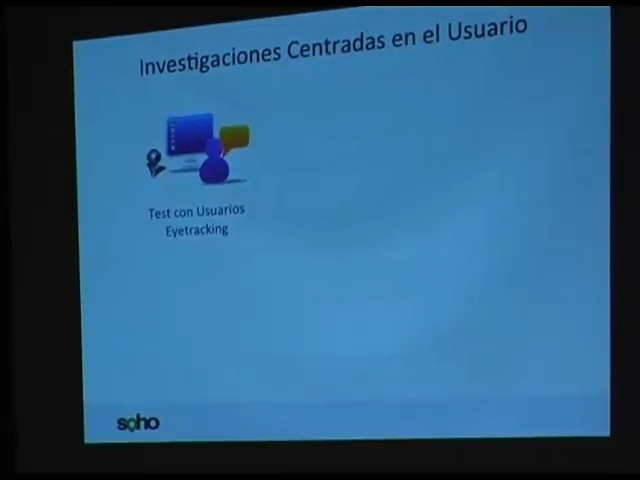 Investigaciones Centradas en el Usuario
Test con Usuarios
Eyetracking
soho